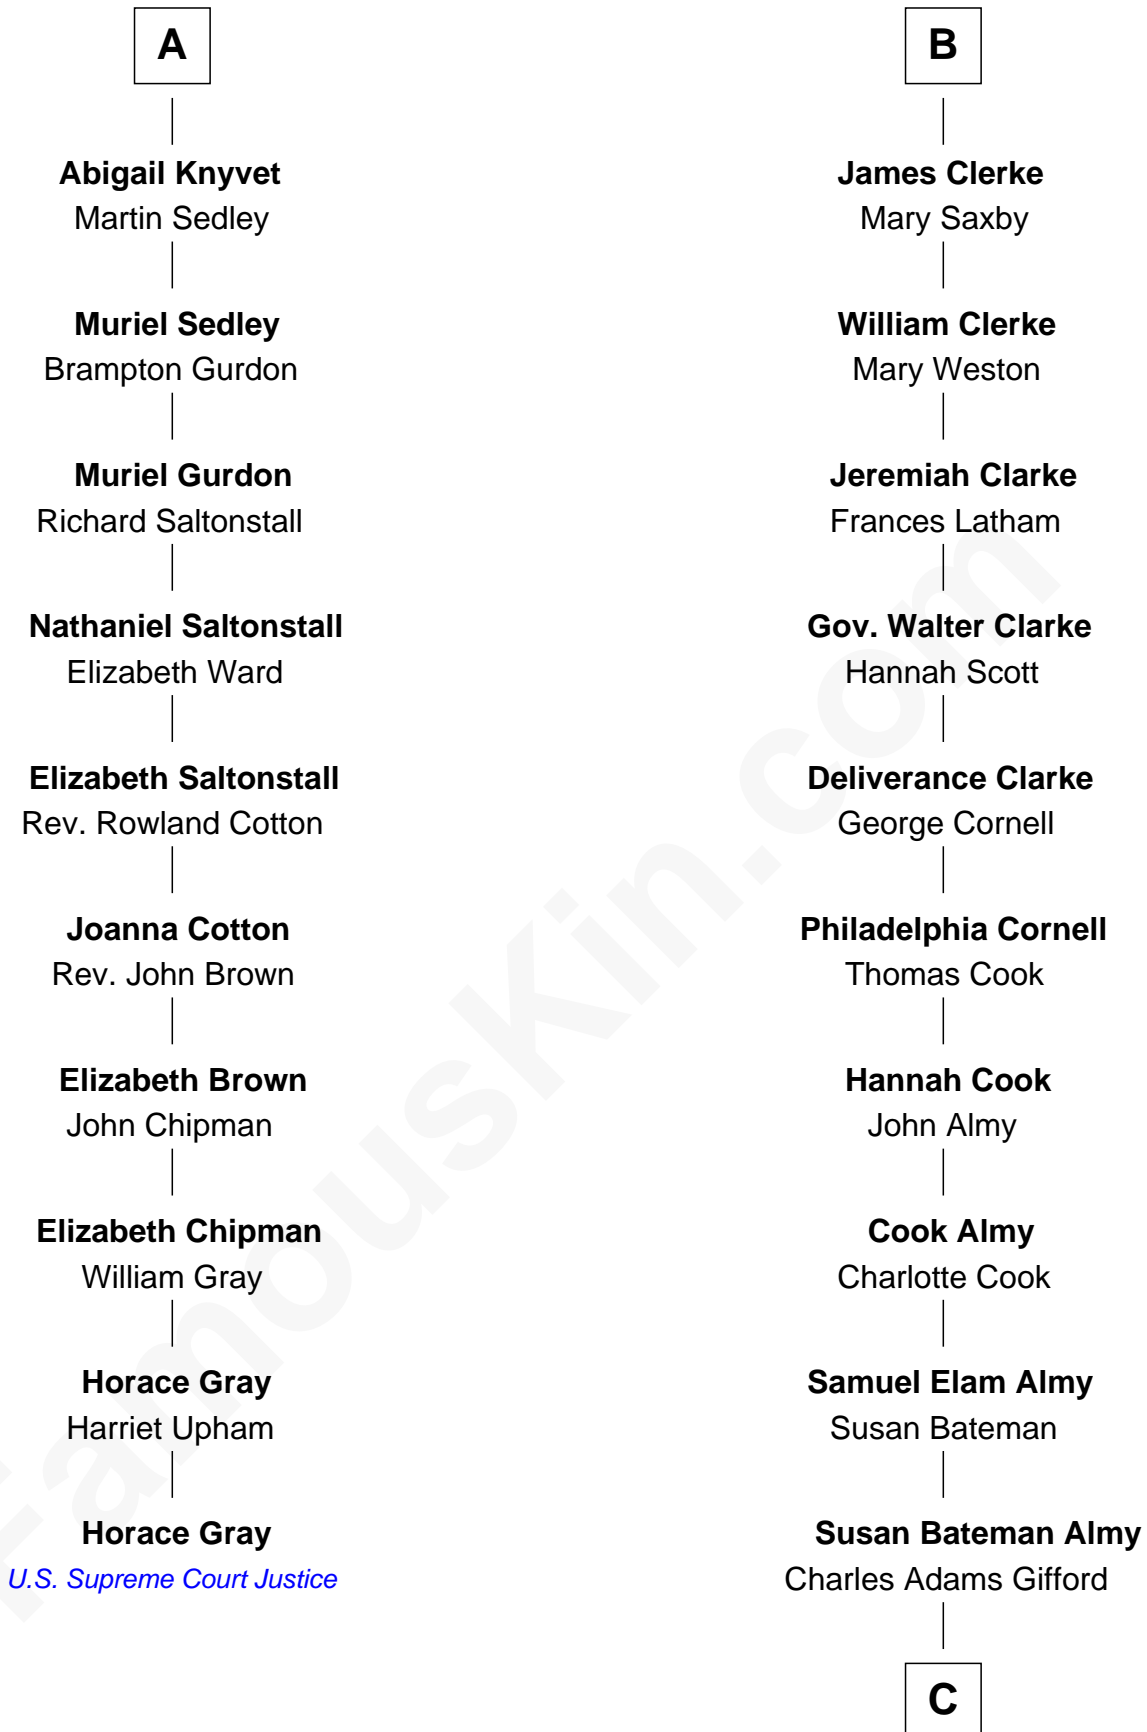 A
Abigail Knyvet
Martin Sedley
Muriel Sedley
Brampton Gurdon
Muriel Gurdon
Richard Saltonstall
Nathaniel Saltonstall
Elizabeth Ward
Elizabeth Saltonstall
Rev. Rowland Cotton
Joanna Cotton
Rev. John Brown
Elizabeth Brown
John Chipman
Elizabeth Chipman
William Gray
Horace Gray
Harriet Upham
Horace Gray
U.S. Supreme Court Justice
B
James Clerke
Mary Saxby
William Clerke
Mary Weston
Jeremiah Clarke
Frances Latham
Gov. Walter Clarke
Hannah Scott
Deliverance Clarke
George Cornell
Philadelphia Cornell
Thomas Cook
Hannah Cook
John Almy
Cook Almy
Charlotte Cook
Samuel Elam Almy
Susan Bateman
Susan Bateman Almy
Charles Adams Gifford
C
FamousKin.com